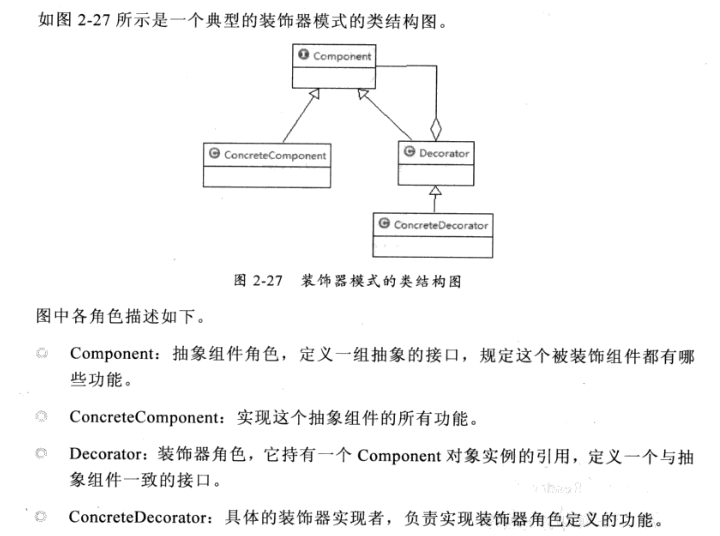 如图 2-27 所示是一个典型的装饰器模式的类结构图。
Component
ConcreteComponent
Decorator
ConcreteDecorator
图 2-27 装饰器模式的类结构图
图中各角色描述如下。
Component：抽象组件角色，定义一组抽象的接口，规定这个被装饰组件都有哪
些功能。
ConcreteComponent：实现这个抽象组件的所有功能。
Decorator：装饰器角色，它持有一个 Component 对象实例的引用，定义一个与抽
象组件一致的接口。
ConcreteDecorator：具体的装饰器实现者，负责实现装饰器角色定义的功能。